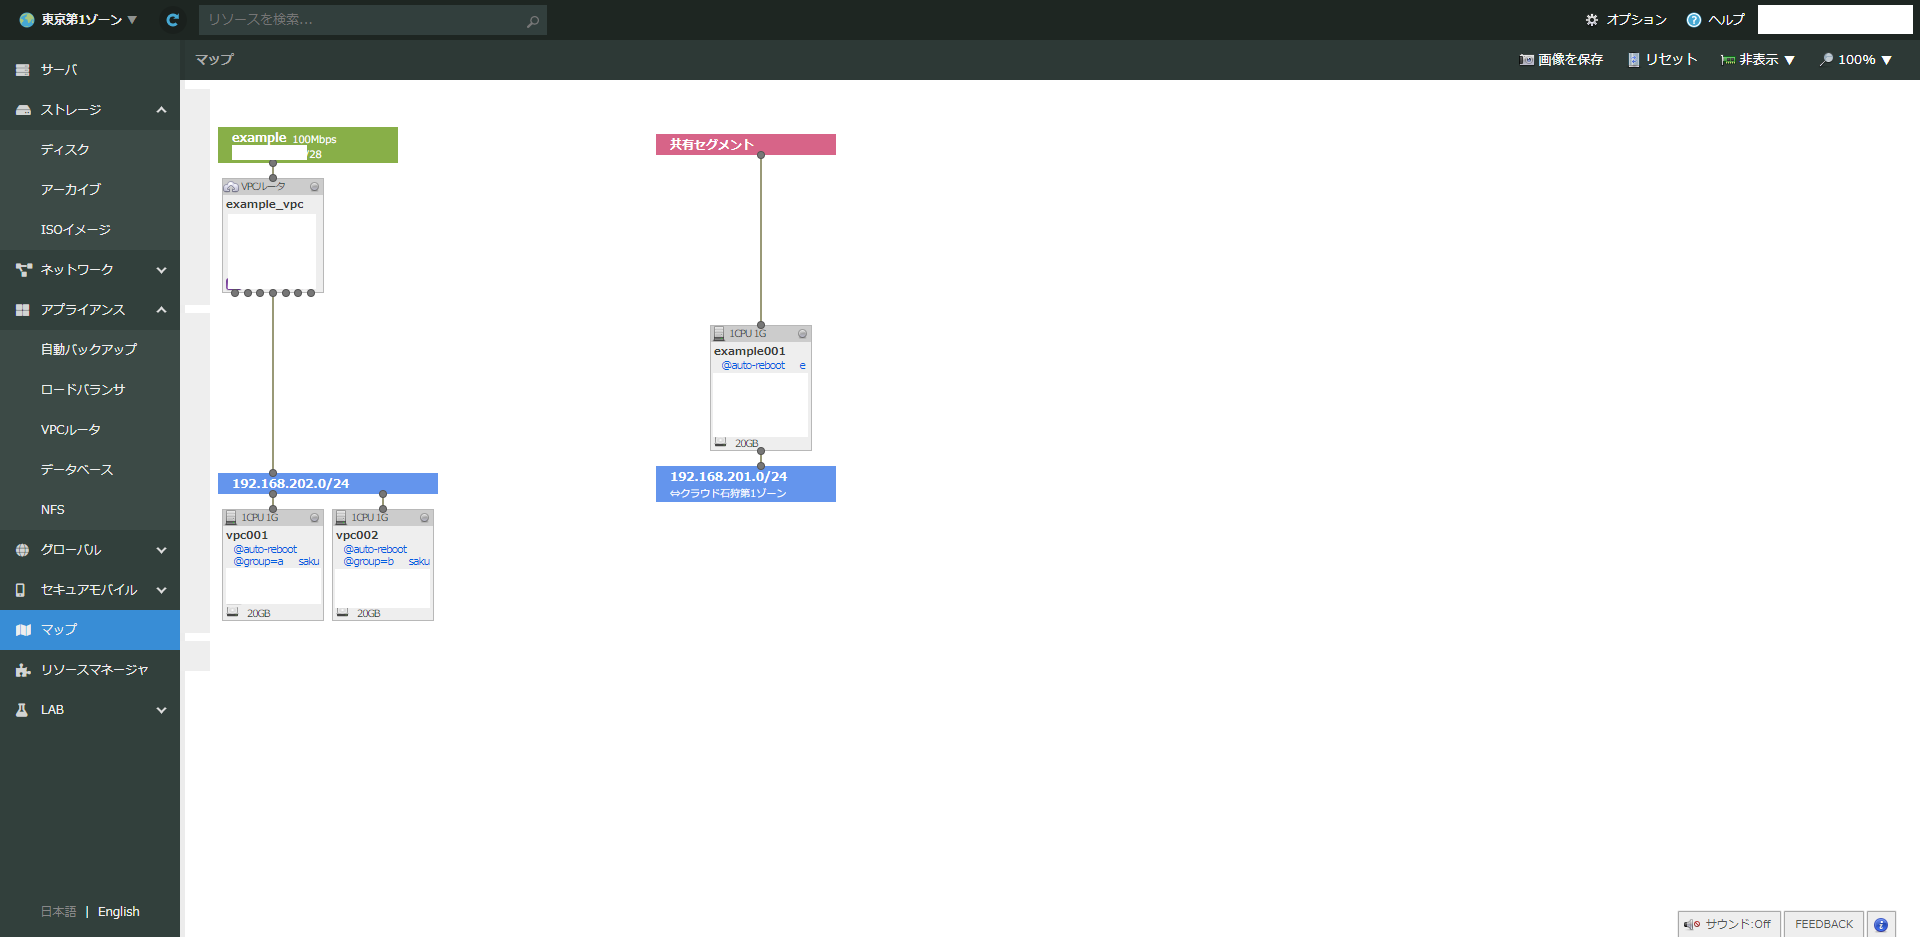 東京第1ゾーン ▼
リソースを検索...
オプション
ヘルプ
マップ
画像を保存
リセット
非表示 ▼
100% ▼
サーバ
ストレージ
ディスク
アーカイブ
ISOイメージ
ネットワーク
アプライアンス
自動バックアップ
ロードバランサ
VPCルータ
データベース
NFS
グローバル
セキュアモバイル
マップ
リソースマネージャ
LAB
日本語 | English
example 100Mbps
/28
VPCルータ
example_vpc
192.168.202.0/24
1CPU 1G
vpc001
@auto-reboot
@group=a saku
20GB
1CPU 1G
vpc002
@auto-reboot
@group=b saku
20GB
共有セグメント
1CPU 1G
example001
@auto-reboot e
20GB
192.168.201.0/24
⇔クラウド石狩第1ゾーン
サウンド:Off
FEEDBACK